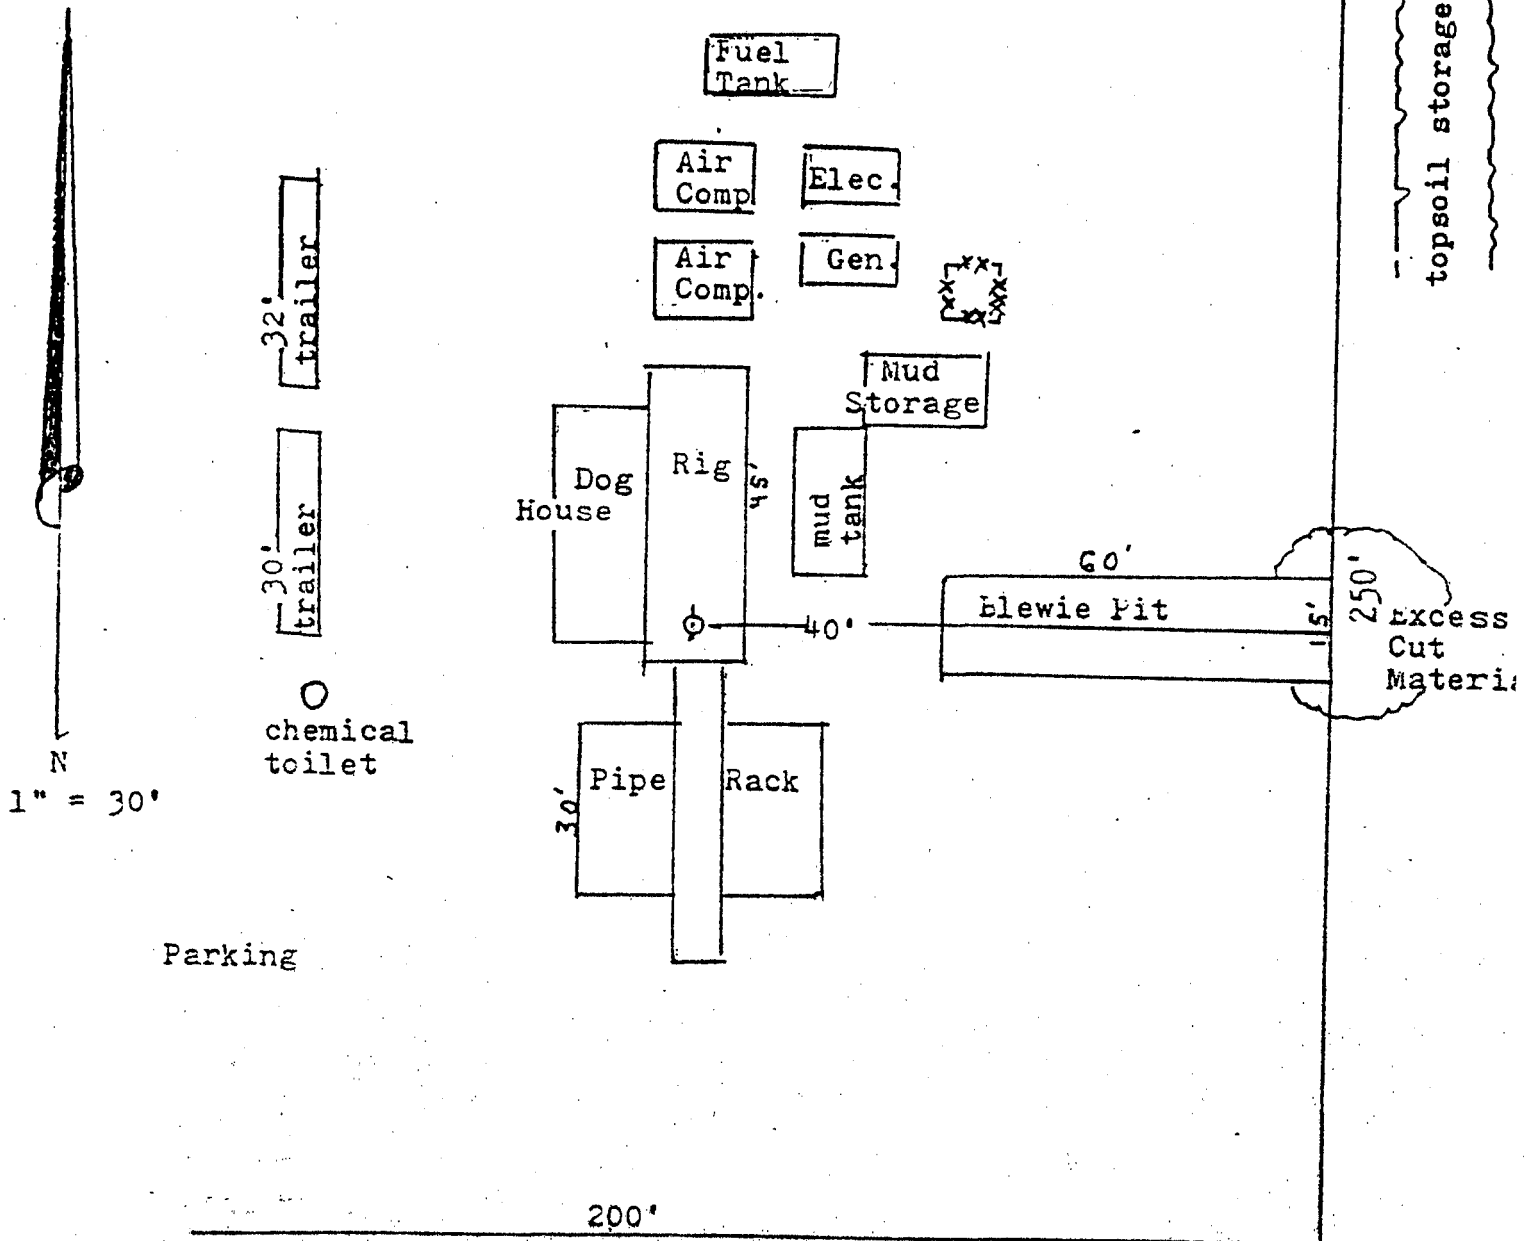 topsoil storage
Fuel
Tank
Air
Comp
Elec.
Air
Comp.
Gen.
32'
trailer
Mud
Storage
Rig
45'
Dog
House
mud
tank
30'
trailer
60'
Blewie Pit
15'
250'
40'
Excess
Cut
Materia
chemical
toilet
N
1" = 30'
Pipe Rack
30'
Parking
200'